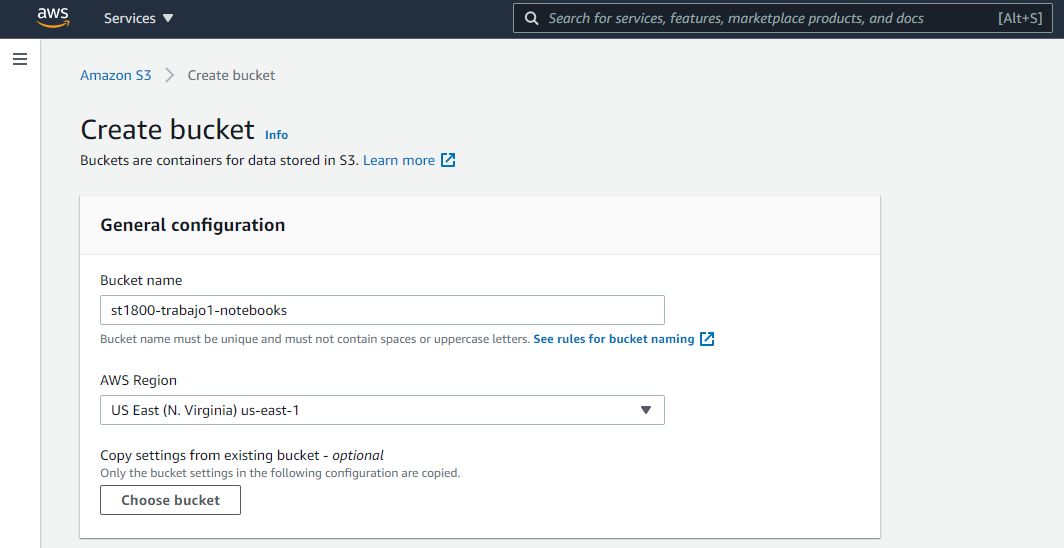 aws Services Search for services, features, marketplace products, and docs [Alt+S]
Amazon S3 Create bucket
Create bucket Info
Buckets are containers for data stored in S3. Learn more
General configuration
Bucket name
st1800-trabajo1-notebooks
Bucket name must be unique and must not contain spaces or uppercase letters. See rules for bucket naming
AWS Region
US East (N. Virginia) us-east-1
Copy settings from existing bucket - optional
Only the bucket settings in the following configuration are copied.
Choose bucket